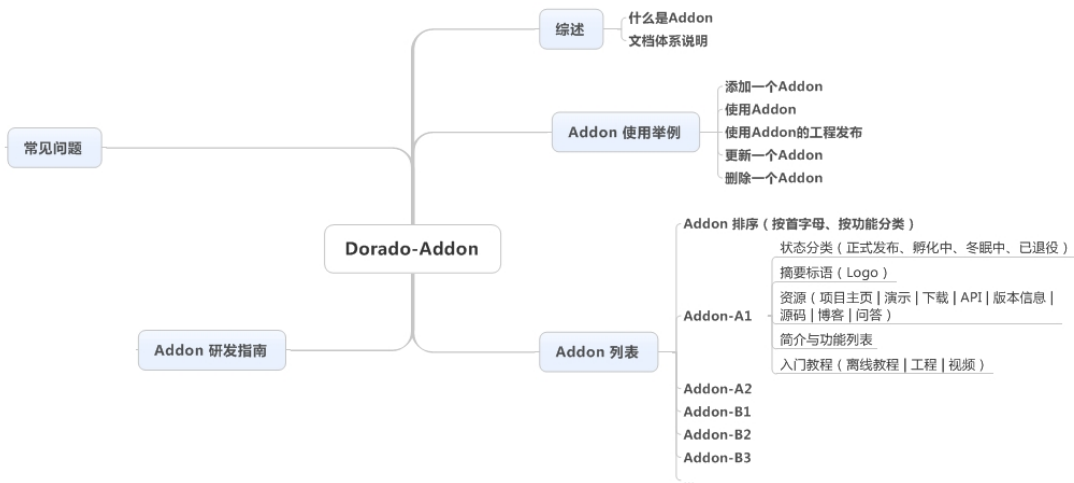 综述
什么是Addon
文档体系说明
Addon 使用举例
添加一个Addon
使用Addon
使用Addon的工程发布
更新一个Addon
删除一个Addon
常见问题
Dorado-Addon
Addon 研发指南
Addon 列表
Addon 排序（按首字母、按功能分类）
Addon-A1
状态分类（正式发布、孵化中、冬眠中、已退役）
摘要标语（Logo）
资源（项目主页 | 演示 | 下载 | API | 版本信息 |
源码 | 博客 | 问答）
简介与功能列表
入门教程（离线教程 | 工程 | 视频）
Addon-A2
Addon-B1
Addon-B2
Addon-B3